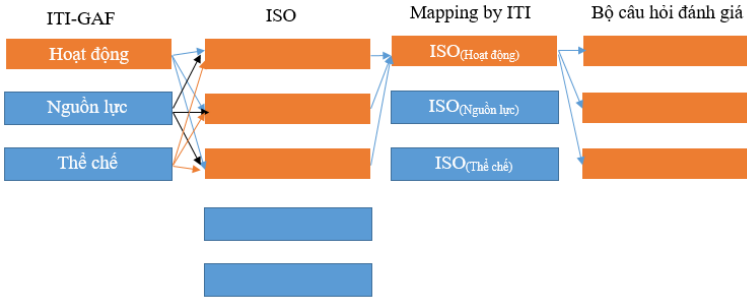 ITI-GAF
ISO
Mapping by ITI
Bộ câu hỏi đánh giá
Hoạt động
ISO(Hoạt động)
Nguồn lực
ISO(Nguồn lực)
Thể chế
ISO(Thể chế)